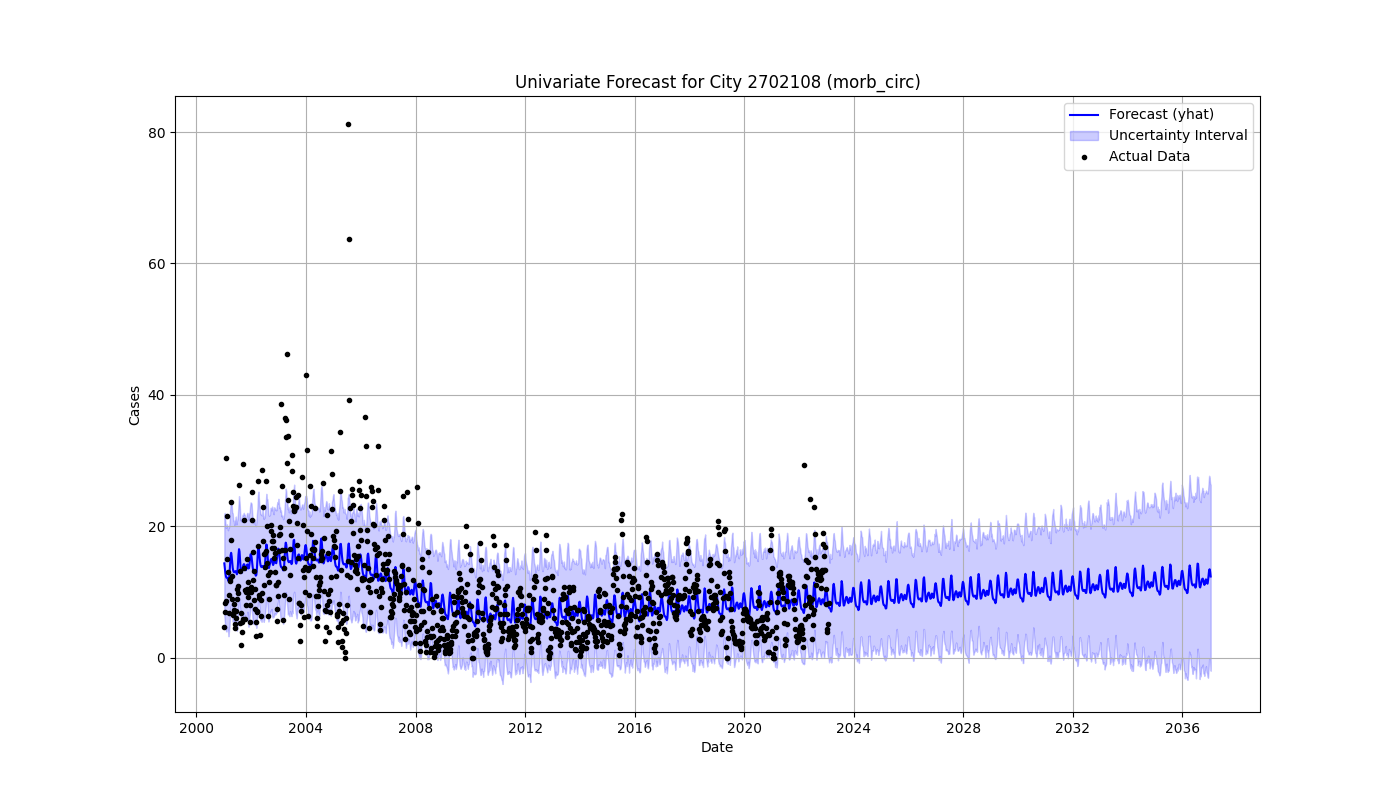 Univariate Forecast for City 2702108 (morb_circ)
Forecast (yhat)
Uncertainty Interval
Actual Data
80
60
40
20
0
Cases
2000
2004
2008
2012
2016
2020
2024
2028
2032
2036
Date